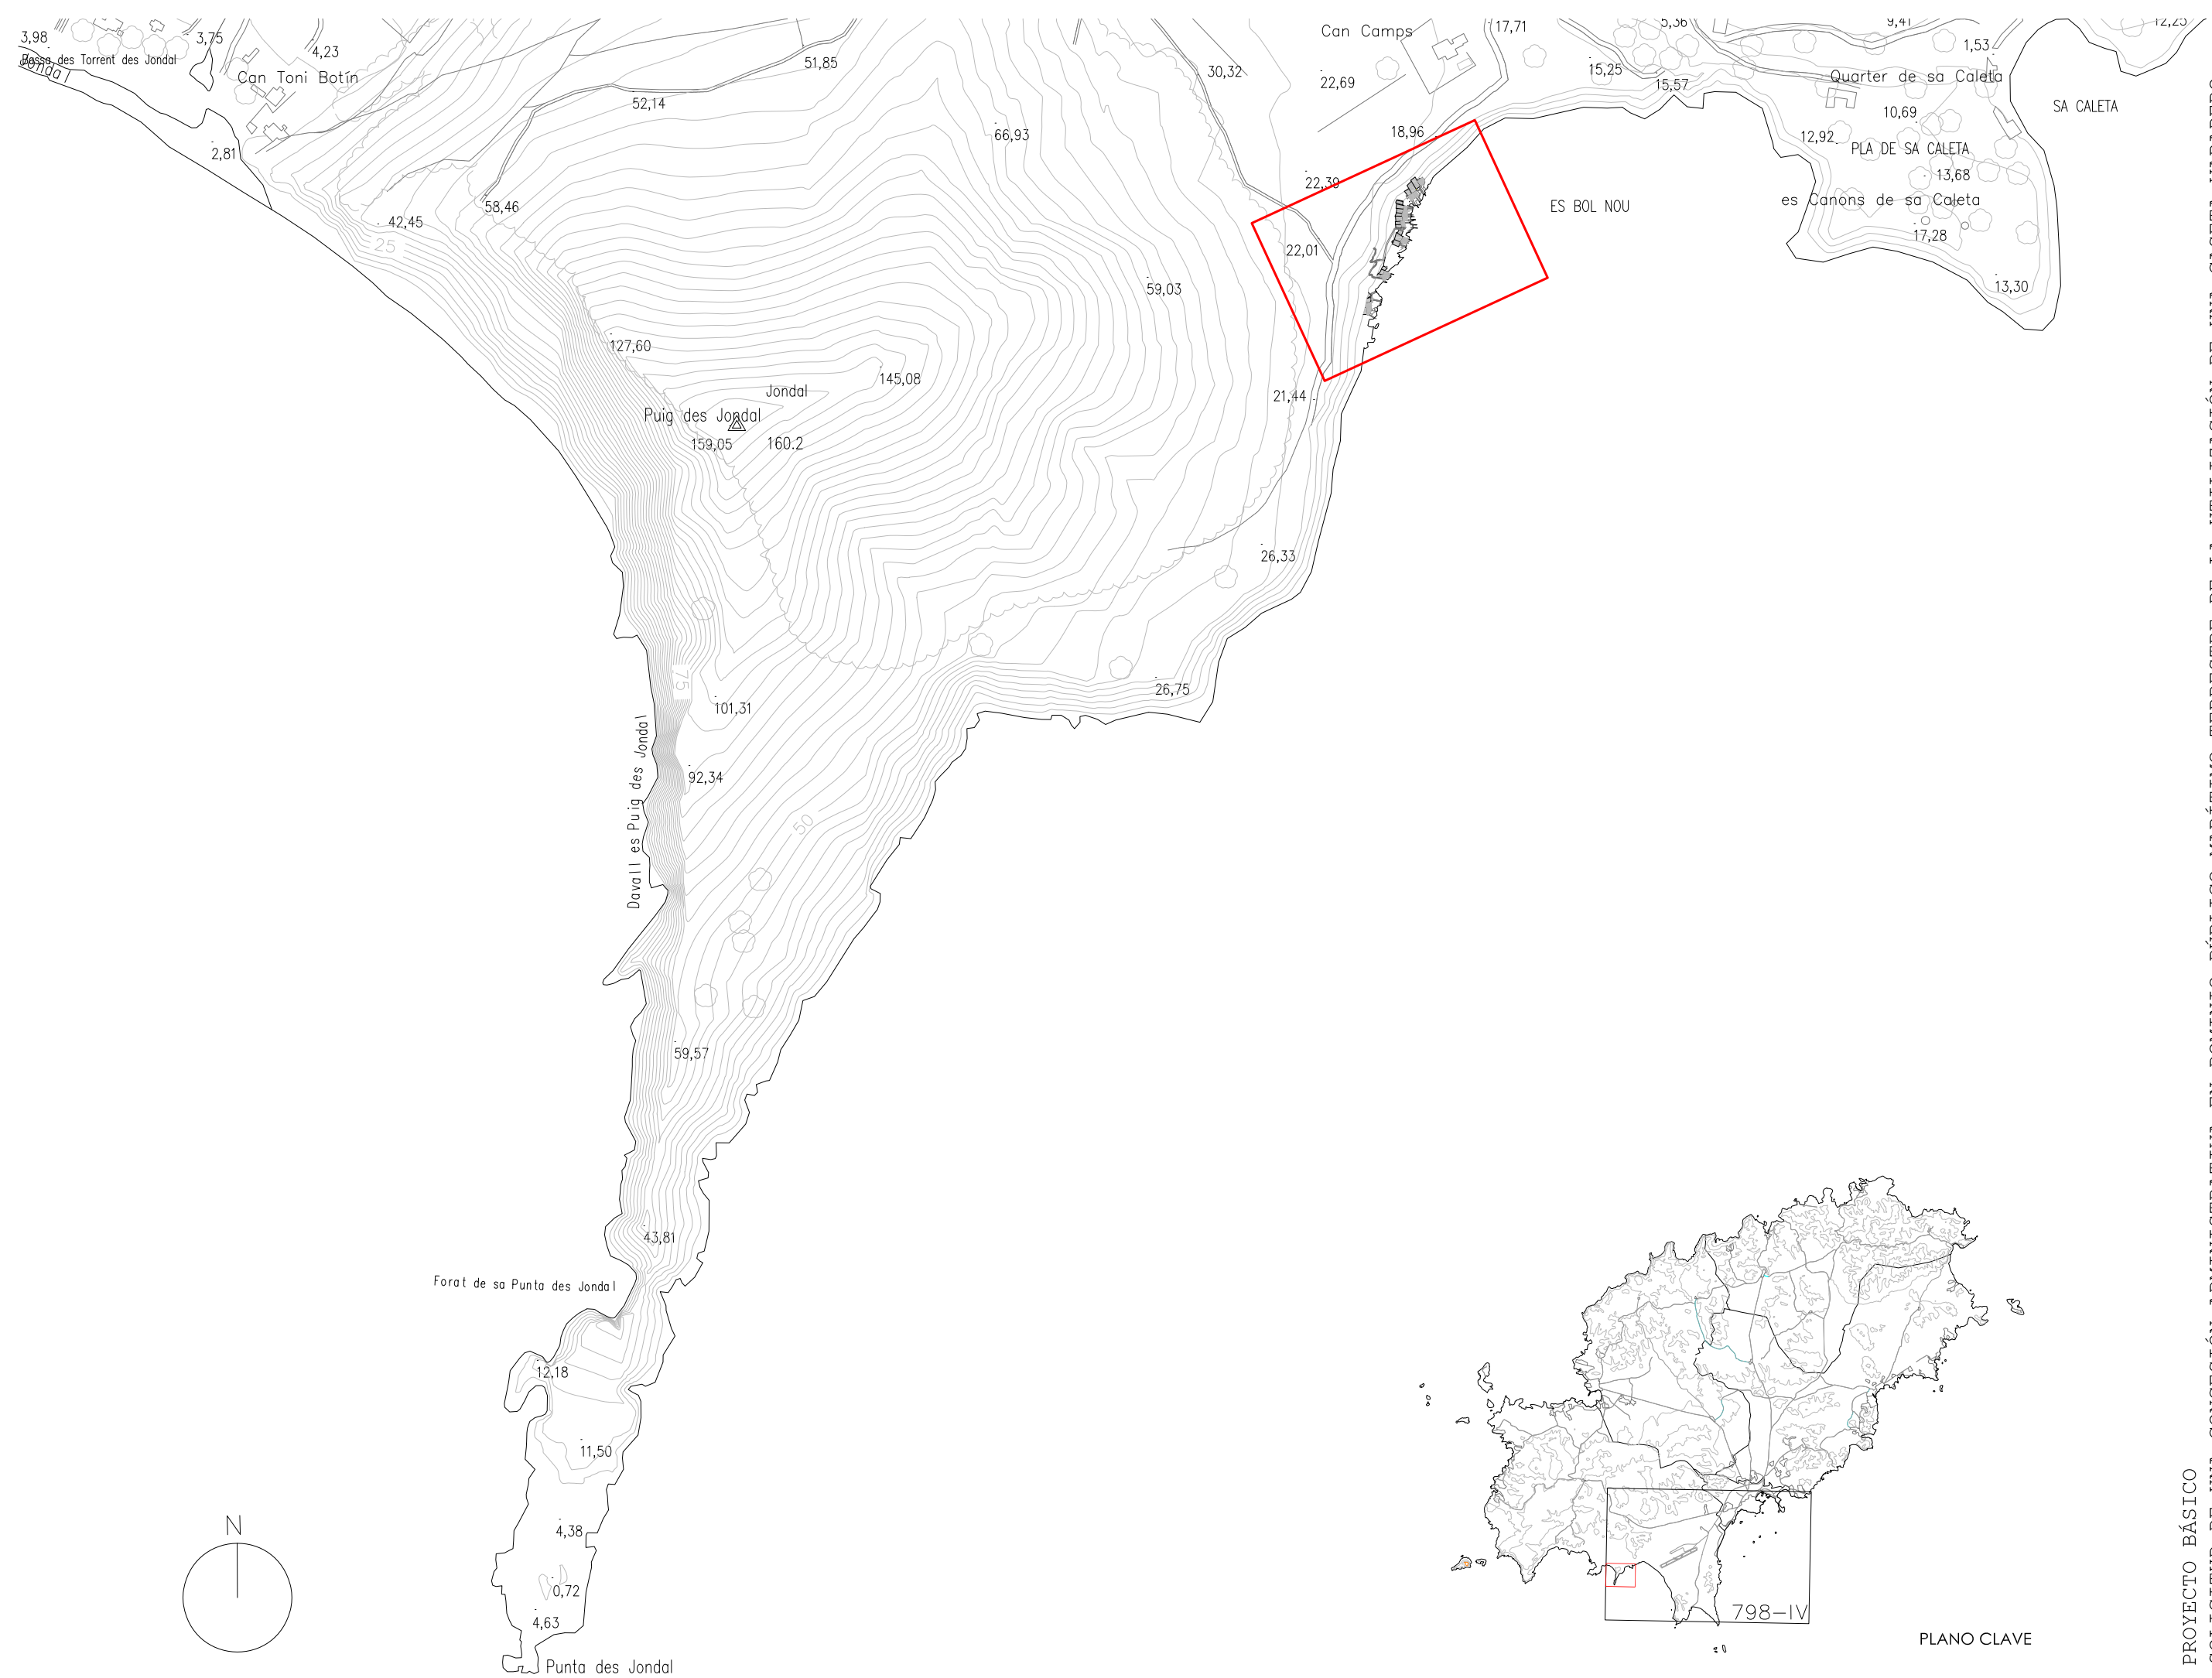 5,36
9,41
12,25
17,71
Can Camps
3,98
3,75
4,23
1,53
Bassa des Torrent des Jondal
Jondal
51,85
30,32
15,25
Can Toni Botín
22,69
15,57
Quarter de sa Caleta
52,14
SA CALETA
10,69
66,93
18,96
12,92
2,81
PLA DE SA CALETA
13,68
22,39
58,46
ES BOL NOU
es Canons de sa Caleta
42,45
25
17,28
22,01
59,03
13,30
127,60
145,08
Jondal
21,44
Puig des Jondal
159,05
160.2
26,33
75
26,75
101,31
Davall es Puig des Jondal
92,34
50
59,57
43,81
Forat de sa Punta des Jondal
12,18
11,50
N
4,38
0,72
4,63
Punta des Jondal
798-IV
PLANO CLAVE
PROYECTO BÁSICO